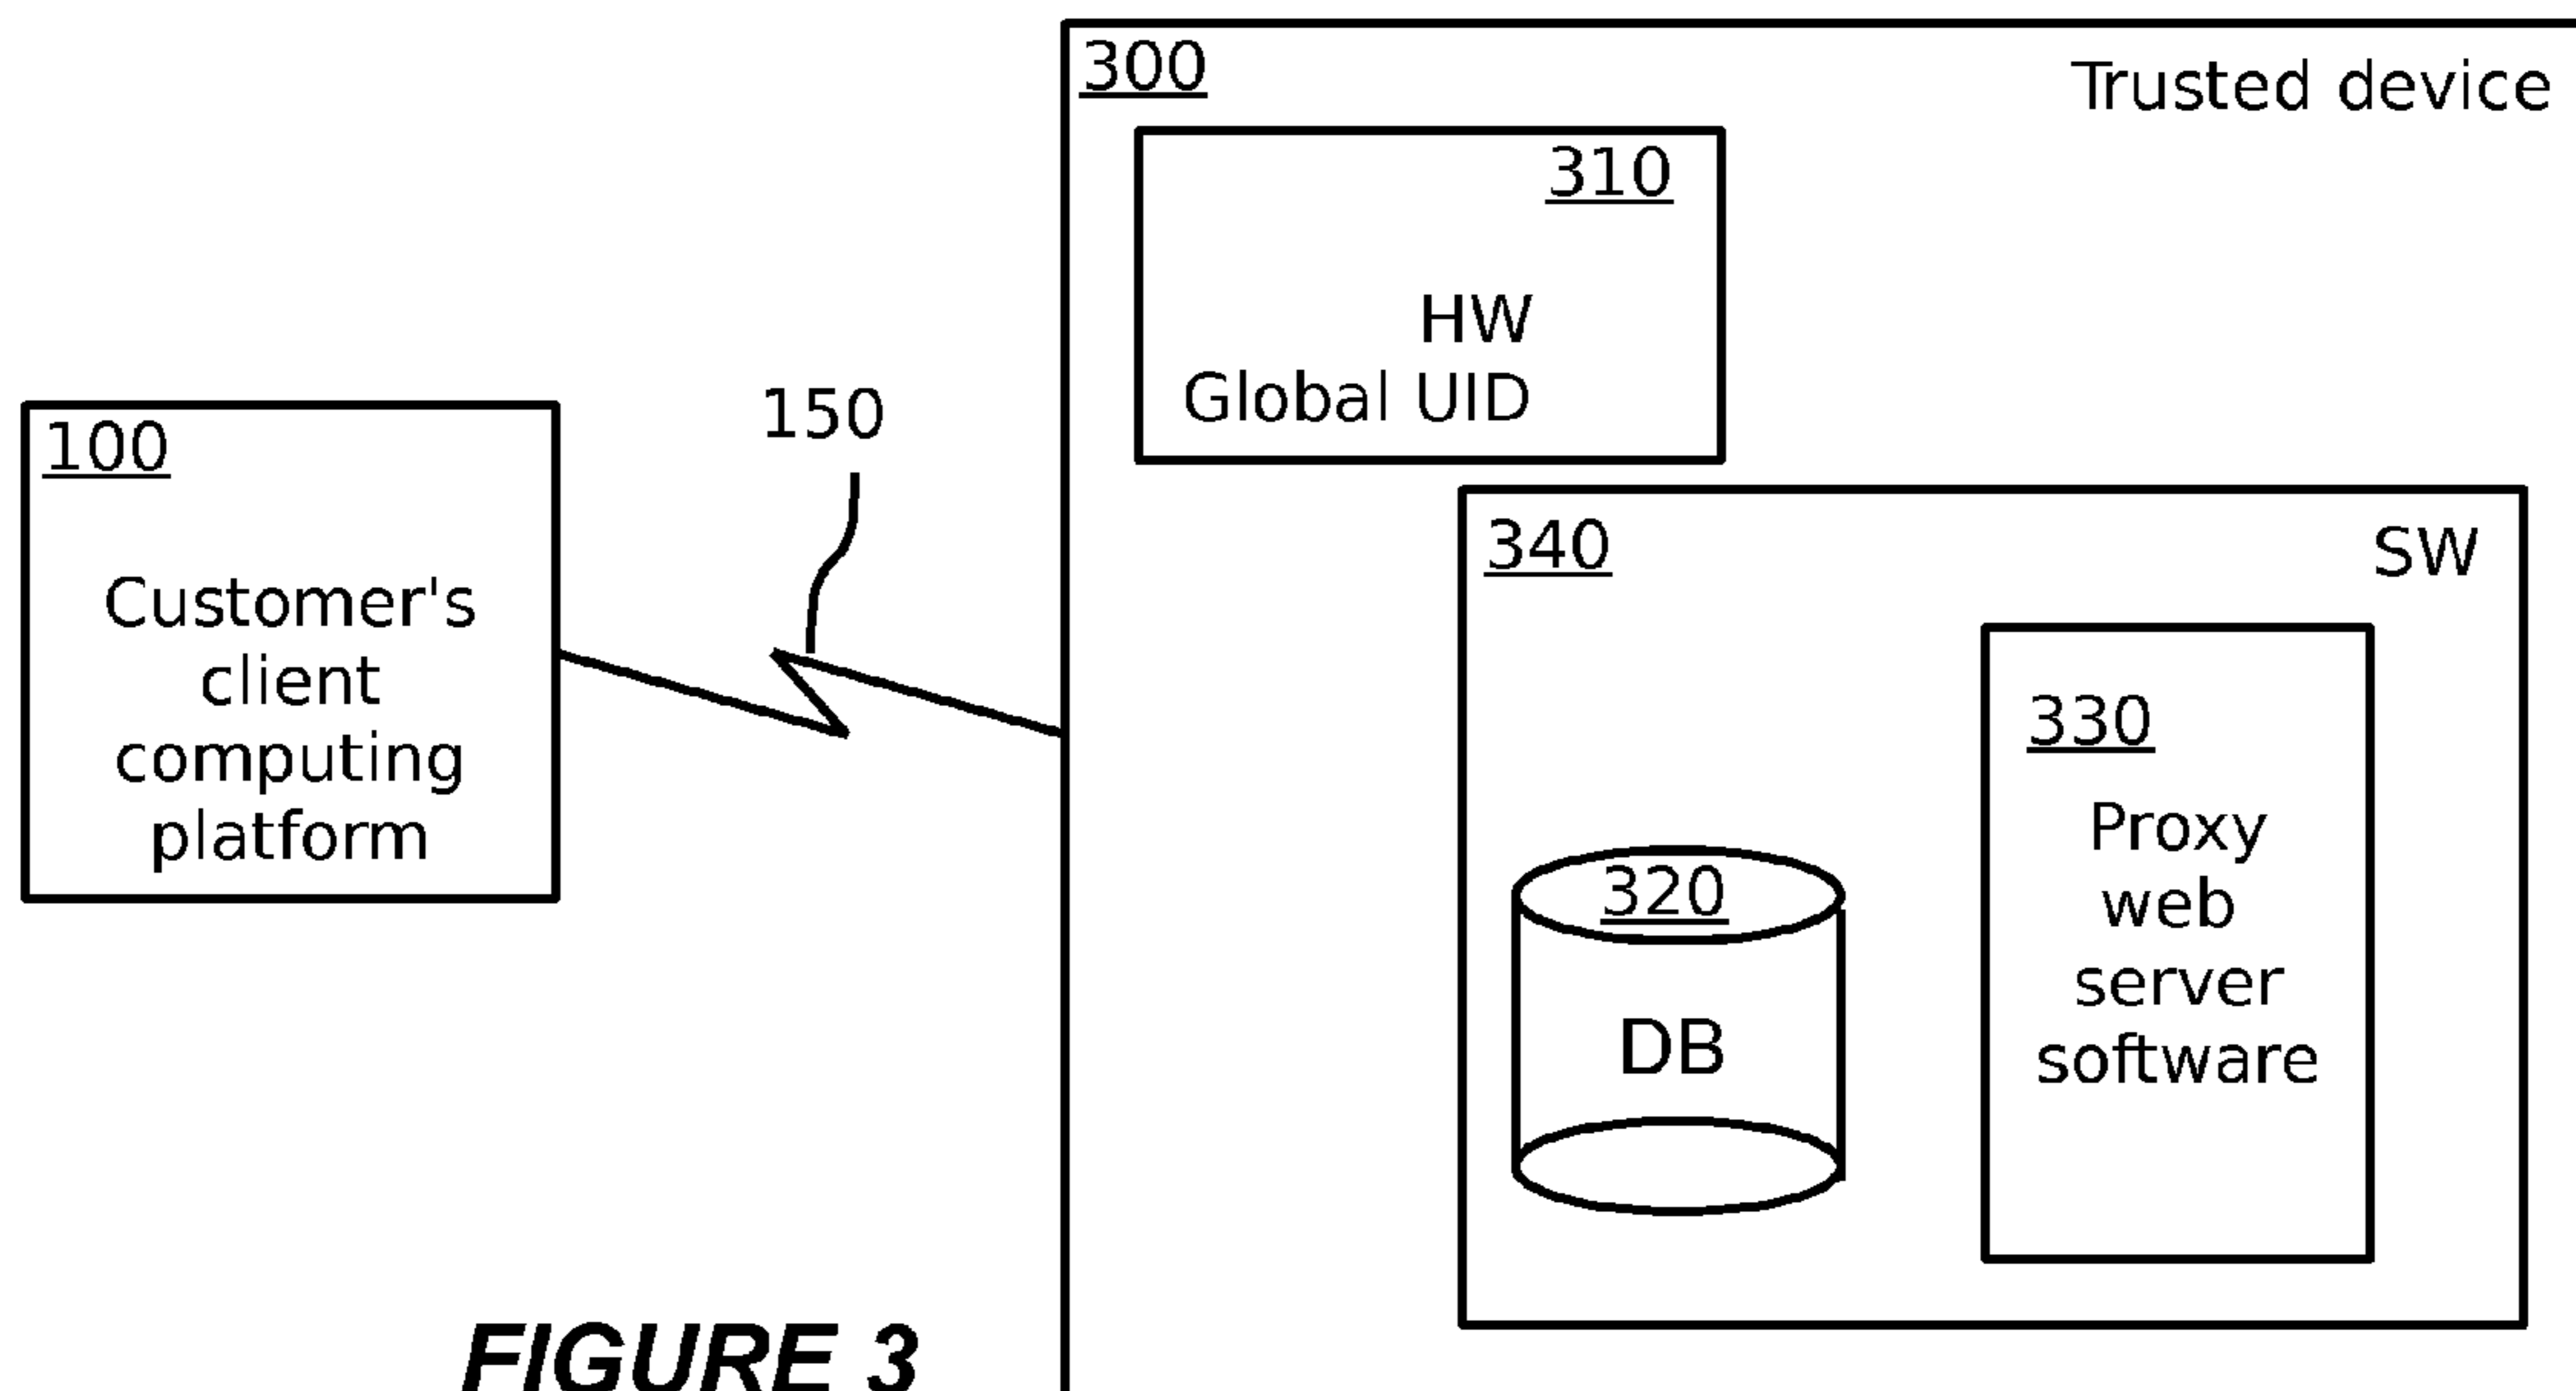 300
Trusted device
310
HW
Global UID
100
Customer's
client
computing
platform
150
340
SW
330
Proxy
web
server
software
320
DB
FIGURE 3